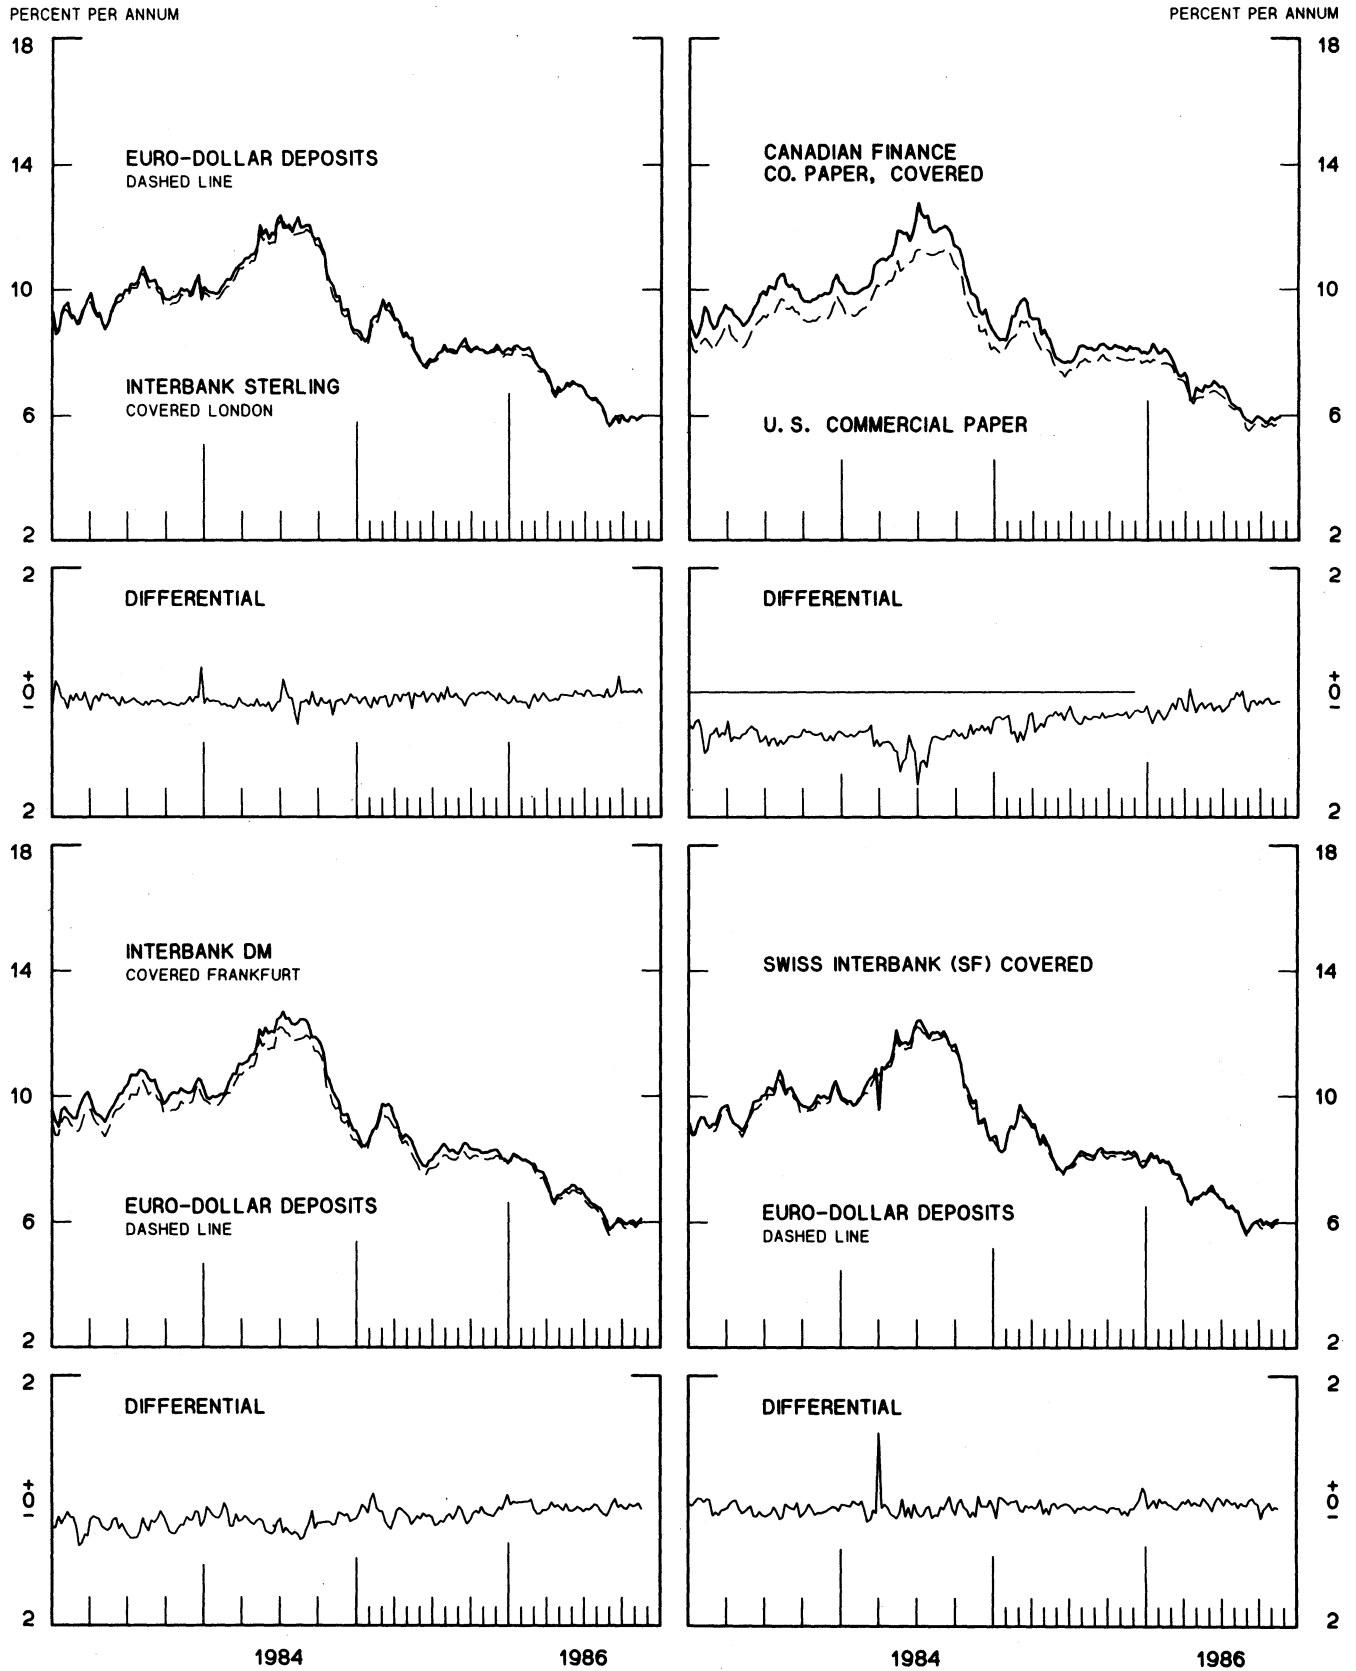 PERCENT PER ANNUM
PERCENT PER ANNUM
18
14
10
6
2
EURO-DOLLAR DEPOSITS
DASHED LINE
INTERBANK STERLING
COVERED LONDON
CANADIAN FINANCE
CO. PAPER, COVERED
U. S. COMMERCIAL PAPER
18
14
10
6
2
2
+
0
−
2
DIFFERENTIAL
DIFFERENTIAL
2
+
0
−
2
18
14
10
6
2
INTERBANK DM
COVERED FRANKFURT
EURO-DOLLAR DEPOSITS
DASHED LINE
SWISS INTERBANK (SF) COVERED
EURO-DOLLAR DEPOSITS
DASHED LINE
18
14
10
6
2
2
+
0
−
2
DIFFERENTIAL
DIFFERENTIAL
2
+
0
−
2
1984
1986
1984
1986